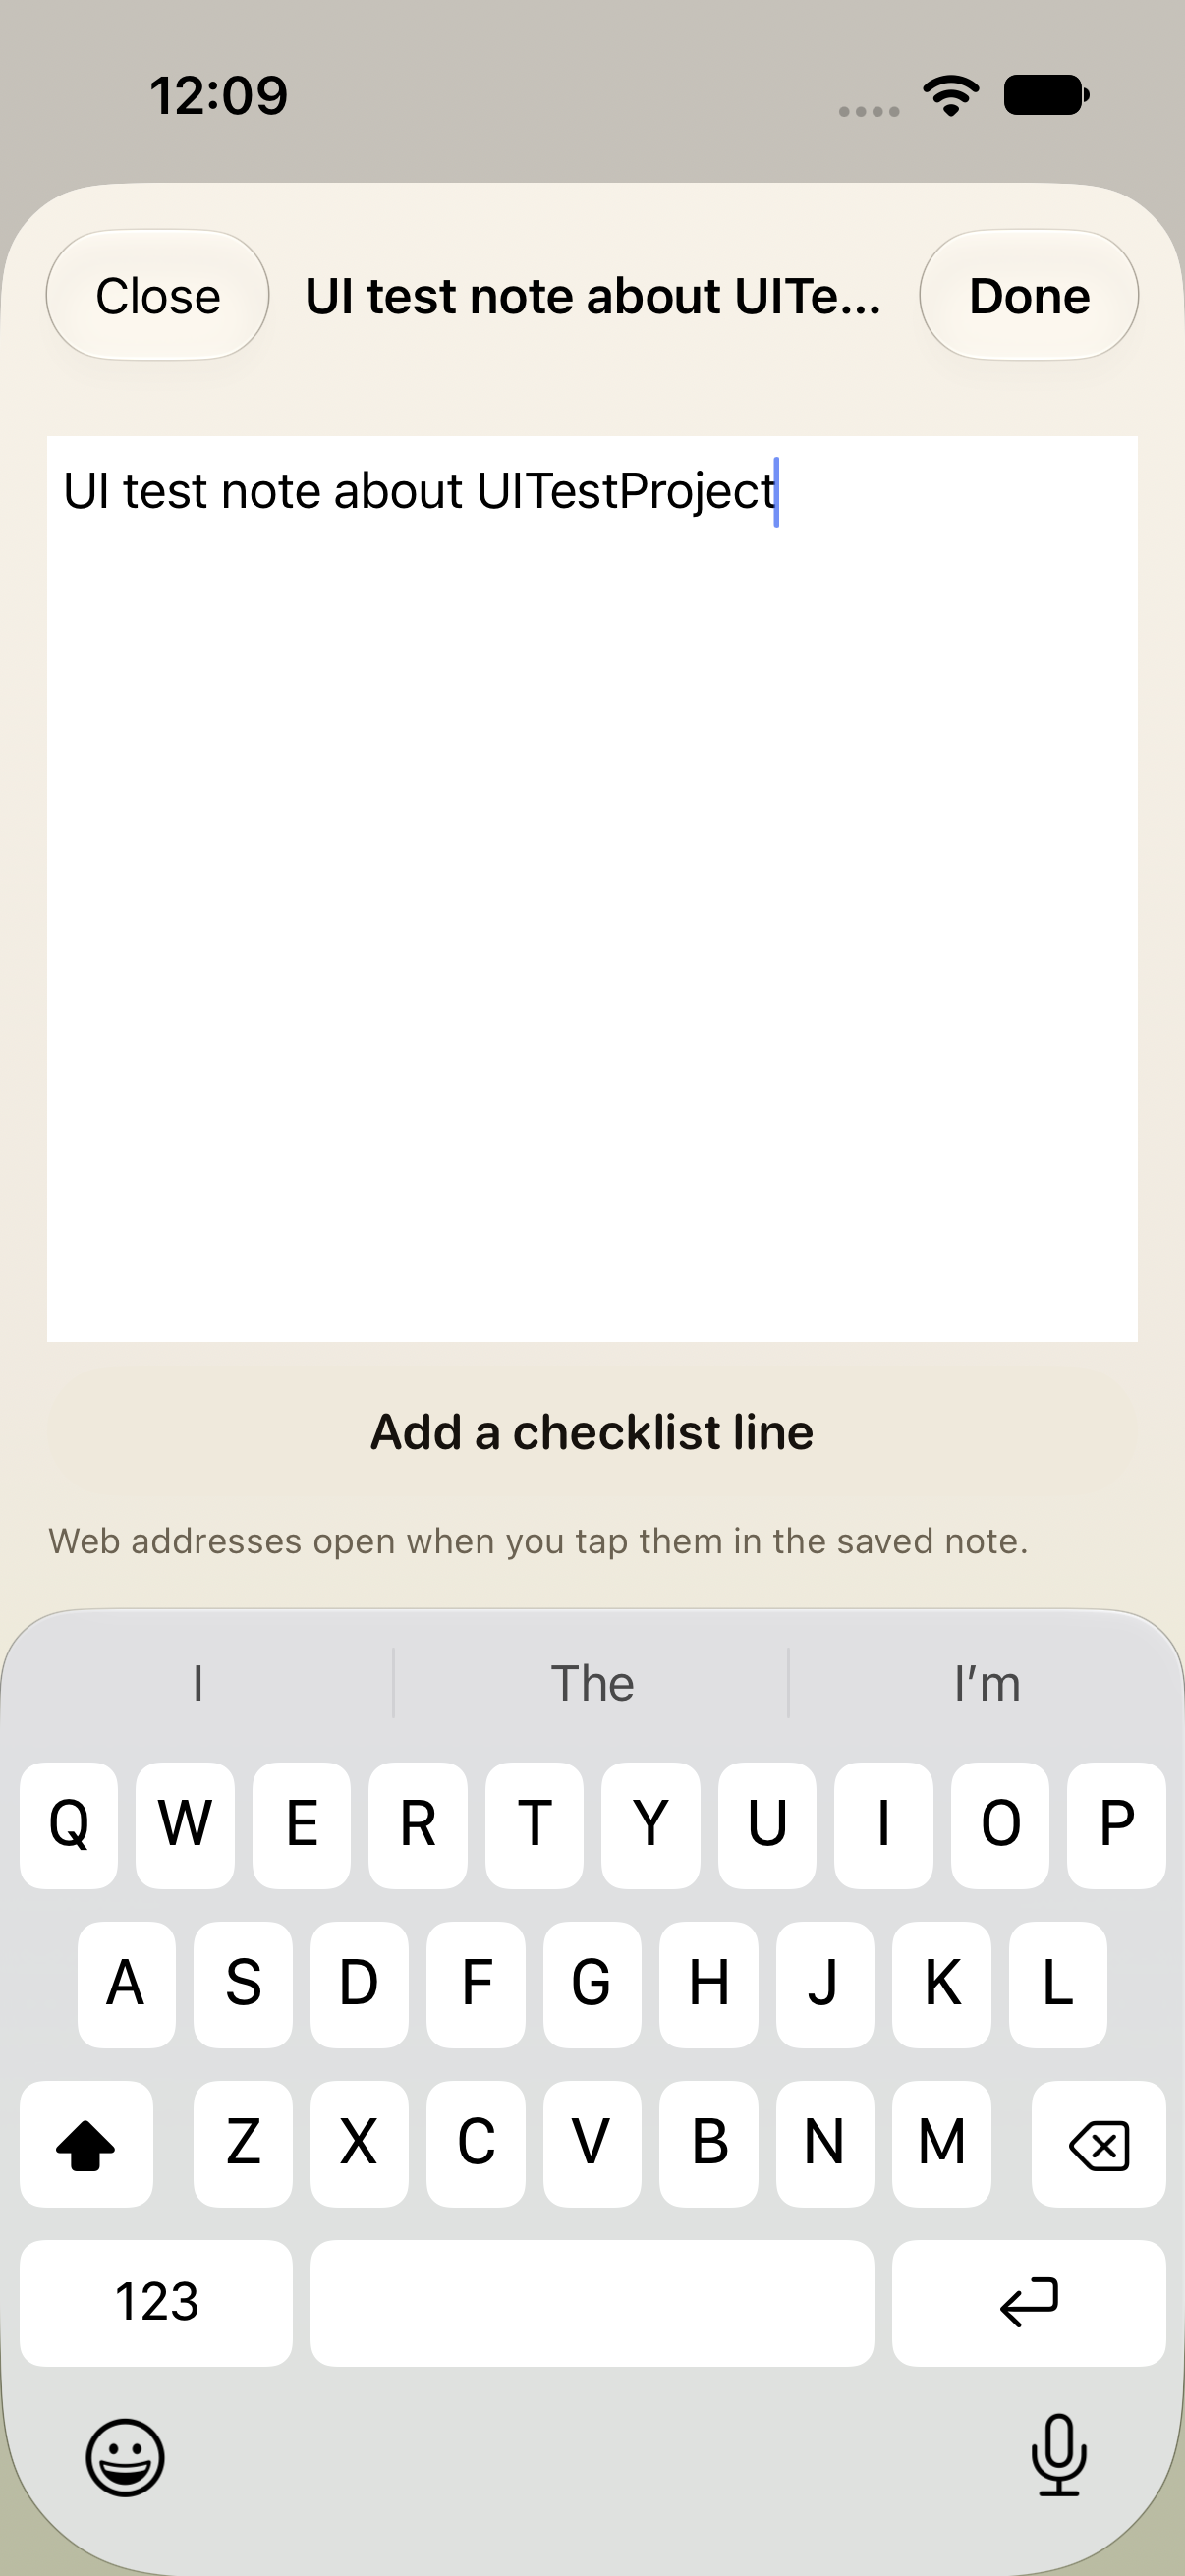 12:09
Close
UI test note about UITe...
Done
UI test note about UITestProject
Add a checklist line
Web addresses open when you tap them in the saved note.
I
The
I’m
Q W E R T Y U I O P
A S D F G H J K L
Z X C V B N M
123